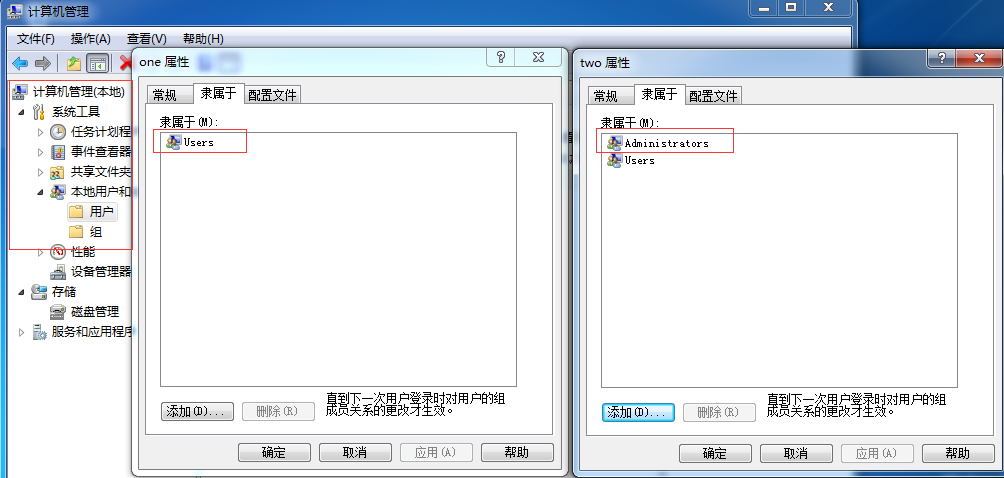 计算机管理
文件(F) 操作(A) 查看(V) 帮助(H)
计算机管理(本地)
系统工具
任务计划程
事件查看器
共享文件夹
本地用户和
用户
组
性能
设备管理器
存储
磁盘管理
服务和应用程序
one 属性
常规 隶属于 配置文件
隶属于(M):
Users
添加(D)... 删除(R)
直到下一次用户登录时对用户的组
成员关系的更改才生效。
确定 取消 应用(A) 帮助
two 属性
常规 隶属于 配置文件
隶属于(M):
Administrators
Users
添加(D)... 删除(R)
直到下一次用户登录时对用户的组
成员关系的更改才生效。
确定 取消 应用(A) 帮助